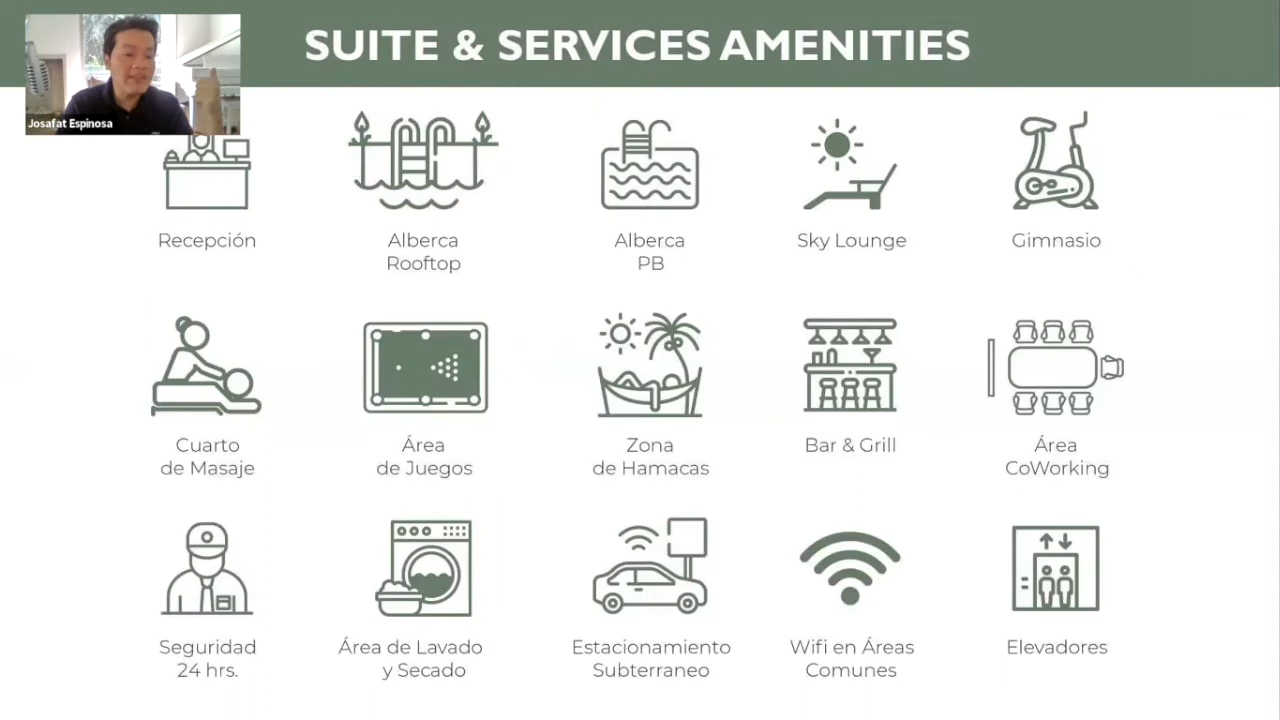 SUITE & SERVICES AMENITIES
Josafat Espinosa
Recepción
Alberca
Rooftop
Alberca
PB
Sky Lounge
Gimnasio
Cuarto
de Masaje
Área
de Juegos
Zona
de Hamacas
Bar & Grill
Área
CoWorking
Seguridad
24 hrs.
Área de Lavado
y Secado
Estacionamiento
Subterraneo
Wifi en Áreas
Comunes
Elevadores